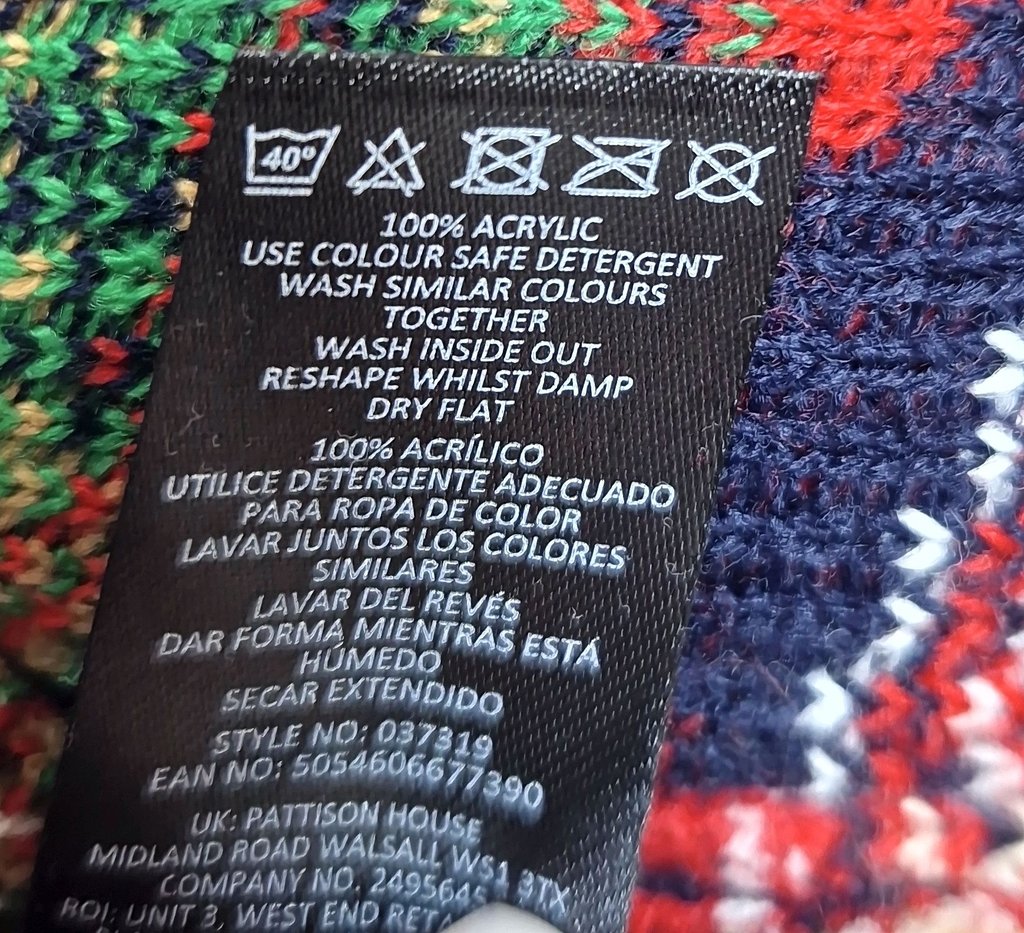 40º
100% ACRYLIC
USE COLOUR SAFE DETERGENT
WASH SIMILAR COLOURS
TOGETHER
WASH INSIDE OUT
RESHAPE WHILST DAMP
DRY FLAT
100% ACRÍLICO
UTILICE DETERGENTE ADECUADO
PARA ROPA DE COLOR
LAVAR JUNTOS LOS COLORES
SIMILARES
LAVAR DEL REVÉS
DAR FORMA MIENTRAS ESTÁ
HÚMEDO
SECAR EXTENDIDO
STYLE NO: 037319
EAN NO: 5054606677390
UK: PATTISON HOUSE
MIDLAND ROAD WALSALL WS1 3TX
COMPANY NO. 2495645
ROI: UNIT 3, WEST END